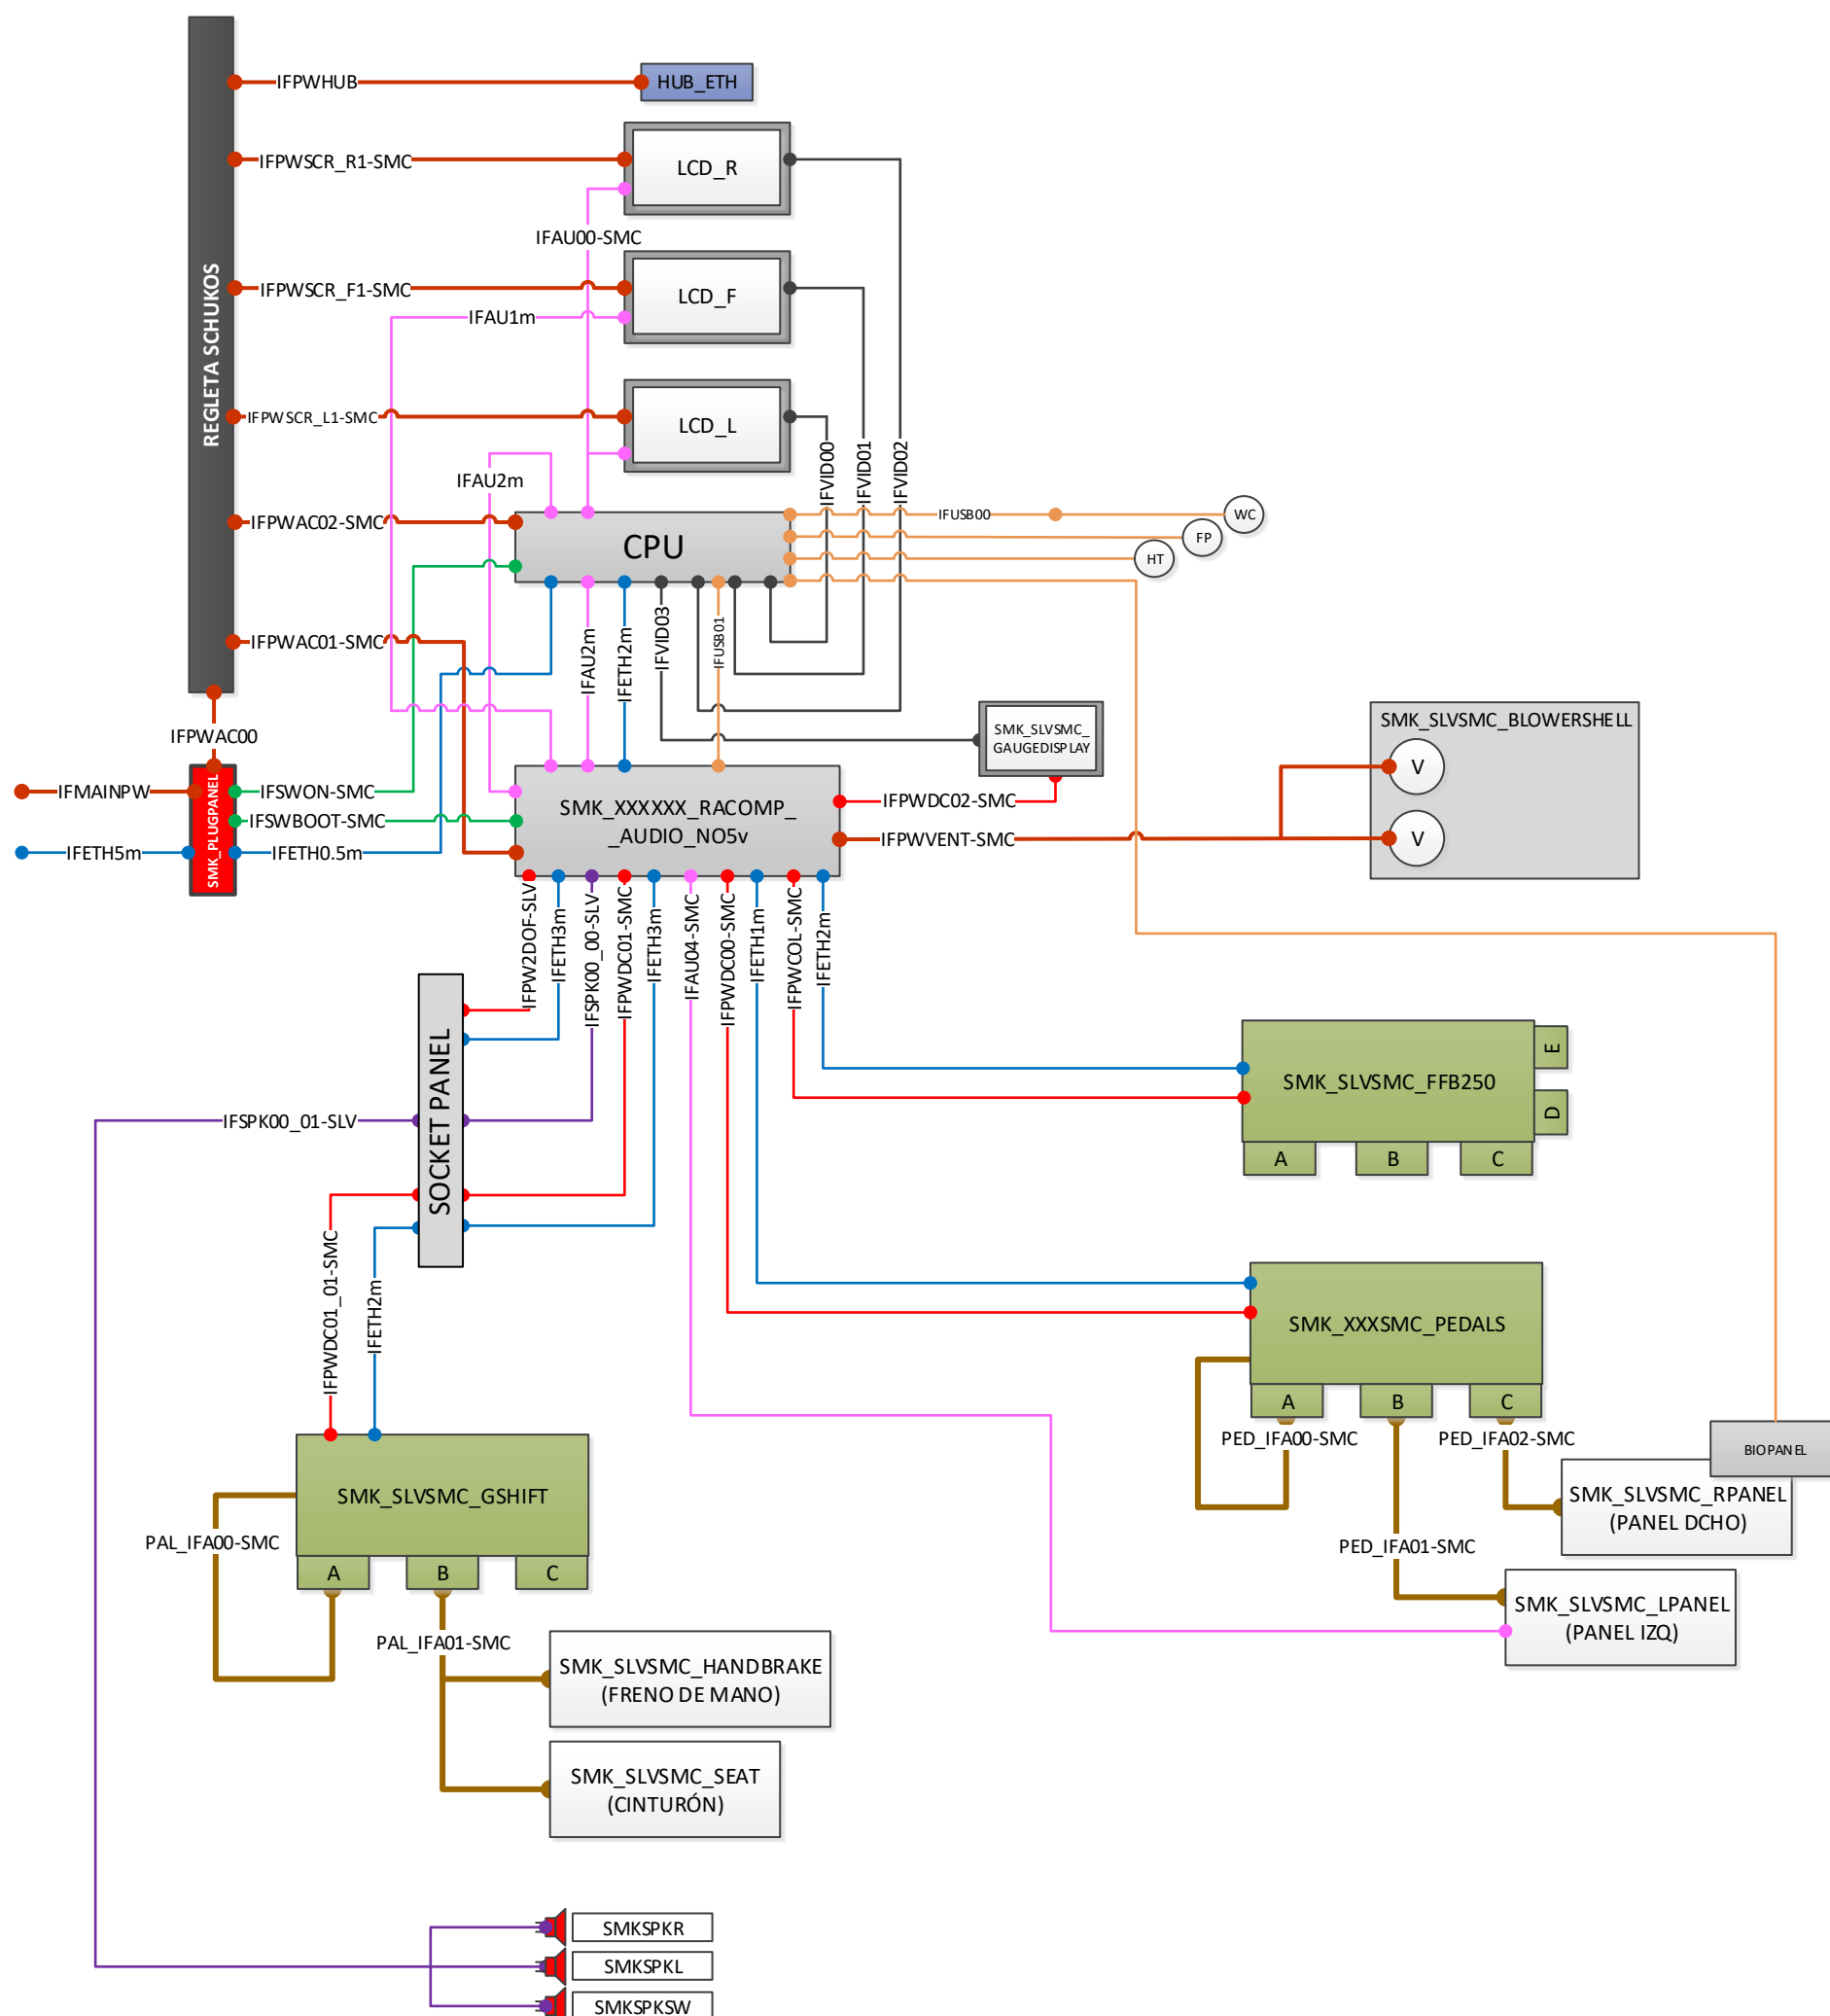 IFPWHUB
HUB_ETH
IFPWSCR_R1-SMC
LCD_R
IFAU00-SMC
REGLETA SCHUKOS
IFPWSCR_F1-SMC
LCD_F
IFAU1m
IFPWSCR_L1-SMC
LCD_L
IFVID00
IFVID01
IFVID02
IFAU2m
IFPWAC02-SMC
CPU
IFUSB00
WC
FP
HT
IFPWAC01-SMC
IFAU2m
IFETH2m
IFVID03
IFUSB01
IFPWAC00
SMK_SLVSMC_
GAUGEDISPLAY
SMK_SLVSMC_BLOWERSHELL
V
V
IFMAINPW
SMK_PLUGPANEL
IFSWON-SMC
IFSWBOOT-SMC
IFETH5m
IFETH0.5m
SMK_XXXXXX_RACOMP_
_AUDIO_NO5v
IFPWDC02-SMC
IFPWVENT-SMC
IFPW2DOF-SLV
IFETH3m
IFSPK00_00-SLV
IFPWDC01-SMC
IFETH3m
IFAU04-SMC
IFPWDC00-SMC
IFETH1m
IFPWCOL-SMC
IFETH2m
SOCKET PANEL
SMK_SLVSMC_FFB250
E
D
A
B
C
IFSPK00_01-SLV
IFPWDC01_01-SMC
IFETH2m
SMK_XXXSMC_PEDALS
A
B
C
PED_IFA00-SMC
PED_IFA02-SMC
BIOPANEL
SMK_SLVSMC_RPANEL
(PANEL DCHO)
PED_IFA01-SMC
SMK_SLVSMC_LPANEL
(PANEL IZQ)
SMK_SLVSMC_GSHIFT
PAL_IFA00-SMC
A
B
C
PAL_IFA01-SMC
SMK_SLVSMC_HANDBRAKE
(FRENO DE MANO)
SMK_SLVSMC_SEAT
(CINTURÓN)
SMKSPKR
SMKSPKL
SMKSPKSW